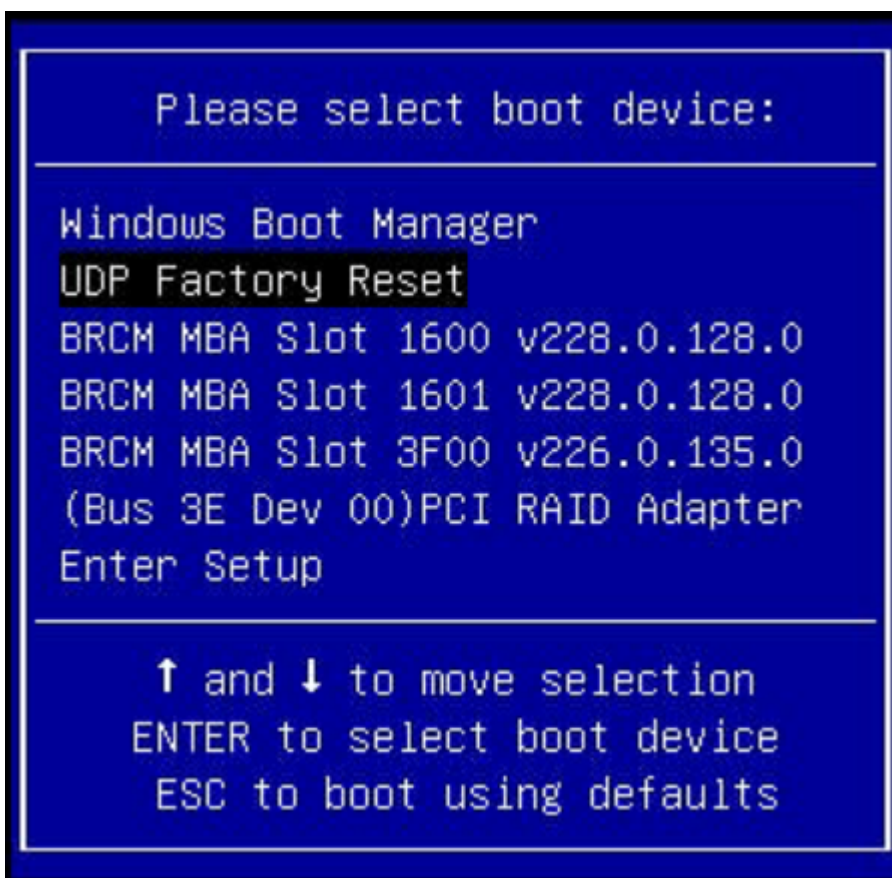 Please select boot device:
Windows Boot Manager
UDP Factory Reset
BRCM MBA Slot 1600 v228.0.128.0
BRCM MBA Slot 1601 v228.0.128.0
BRCM MBA Slot 3F00 v226.0.135.0
(Bus 3E Dev 00)PCI RAID Adapter
Enter Setup
↑ and ↓ to move selection
ENTER to select boot device
ESC to boot using defaults